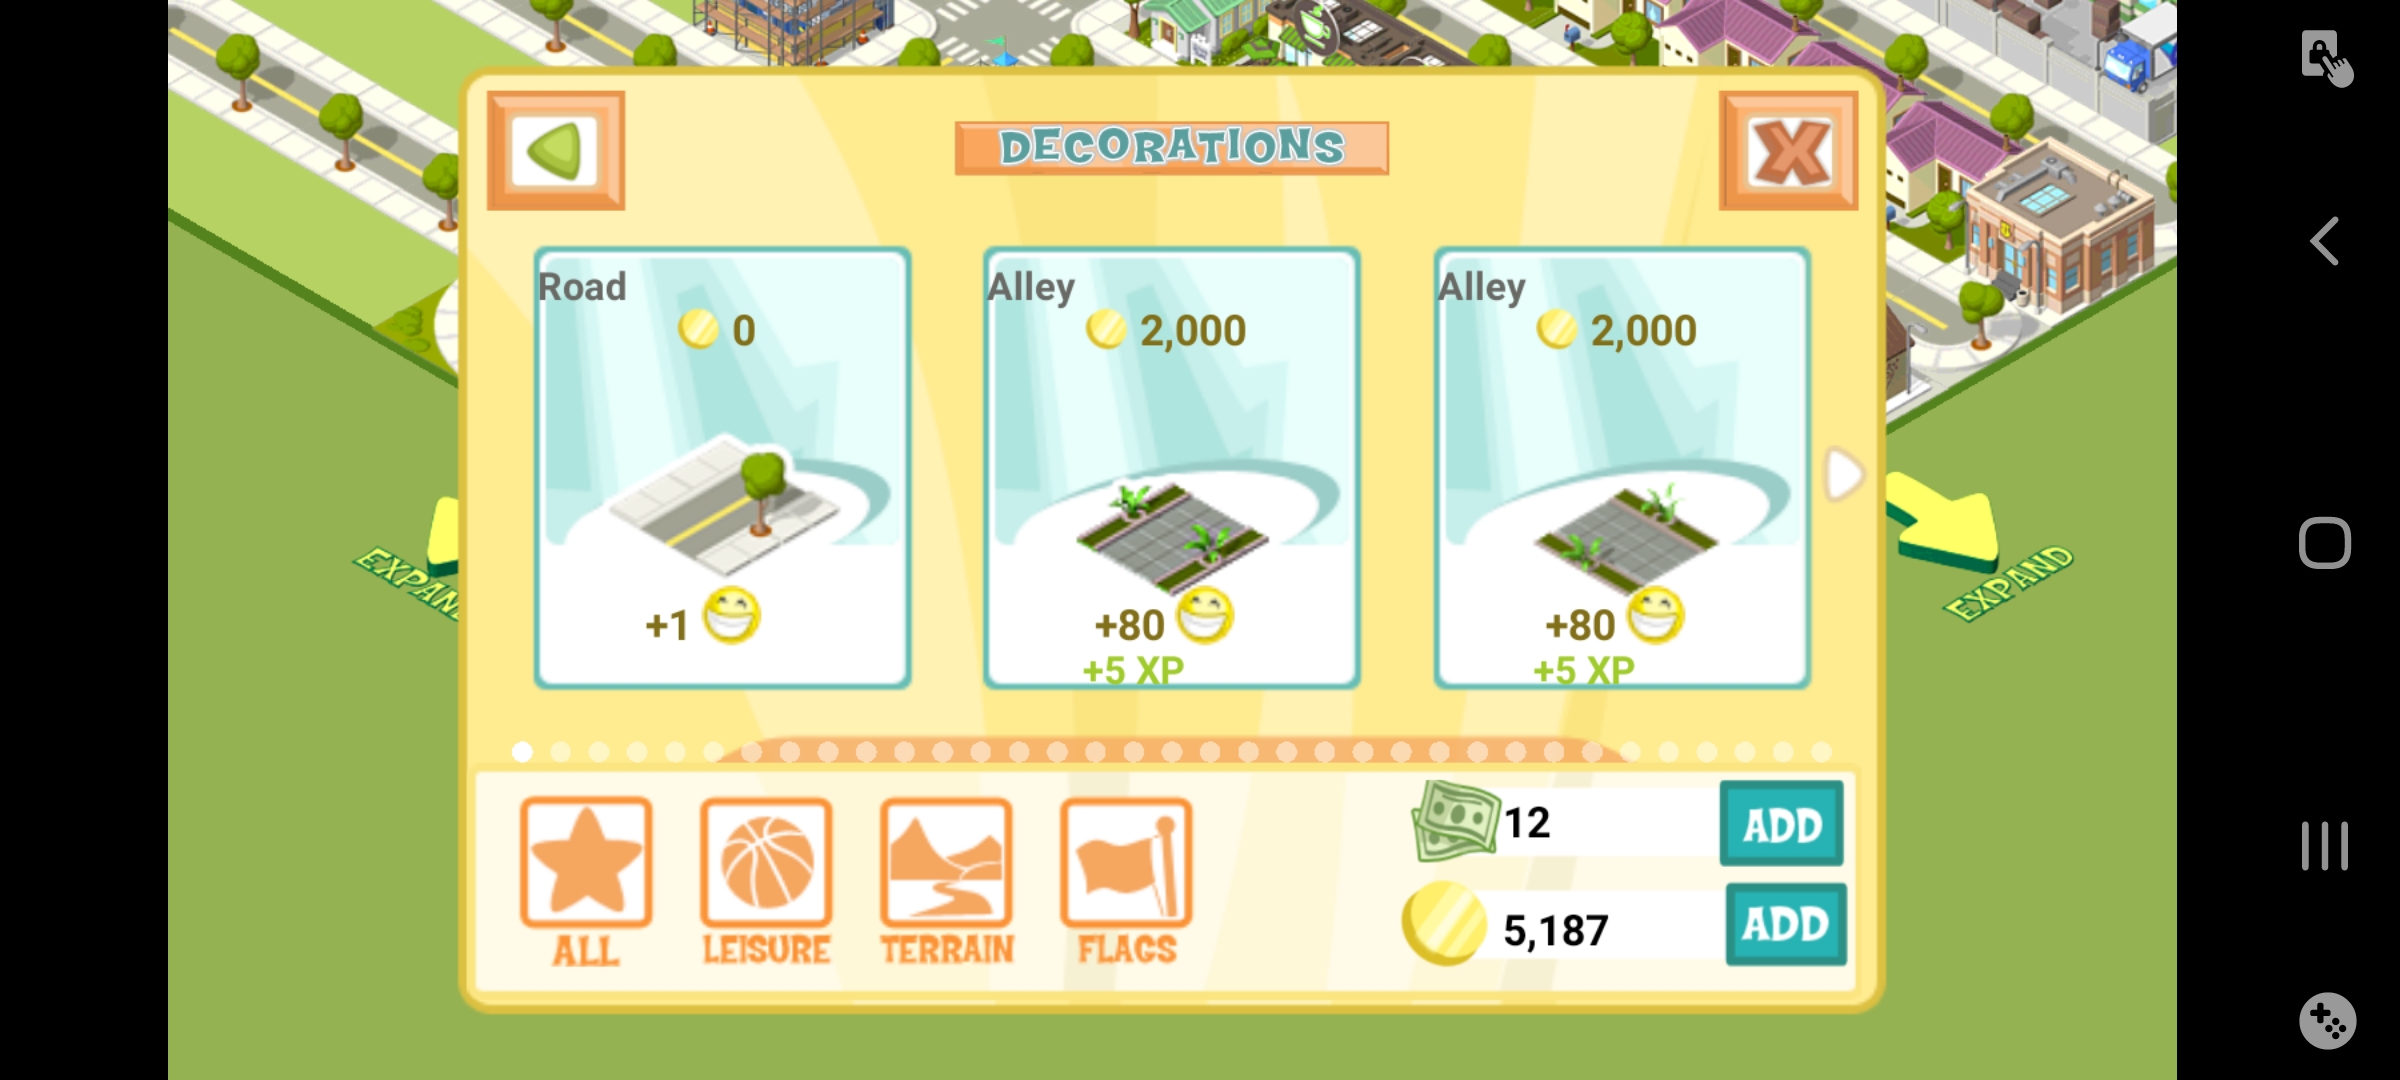 DECORATIONS
Road
0
+1
Alley
2,000
+80
+5 XP
Alley
2,000
+80
+5 XP
EXPAN
EXPAND
ALL
LEISURE
TERRAIN
FLAGS
12
ADD
5,187
ADD